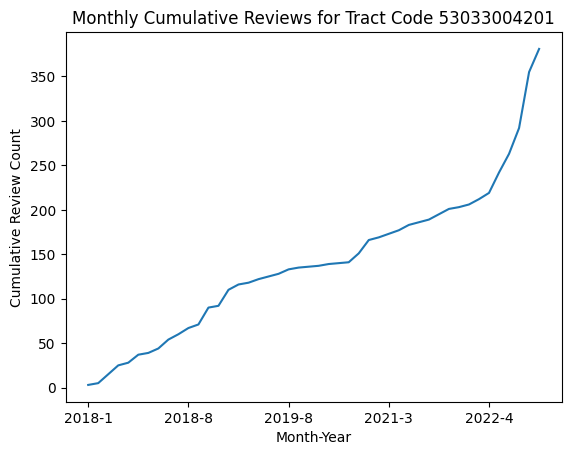 Monthly Cumulative Reviews for Tract Code 53033004201
Cumulative Review Count
350
300
250
200
150
100
50
0
2018-1 2018-8 2019-8 2021-3 2022-4
Month-Year